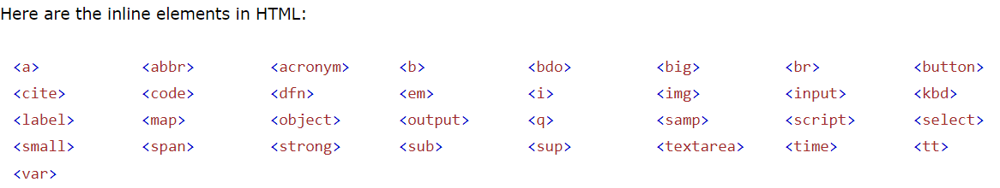 Here are the inline elements in HTML:
<a> <abbr> <acronym> <b> <bdo> <big> <br> <button>
<cite> <code> <dfn> <em> <i> <img> <input> <kbd>
<label> <map> <object> <output> <q> <samp> <script> <select>
<small> <span> <strong> <sub> <sup> <textarea> <time> <tt>
<var>